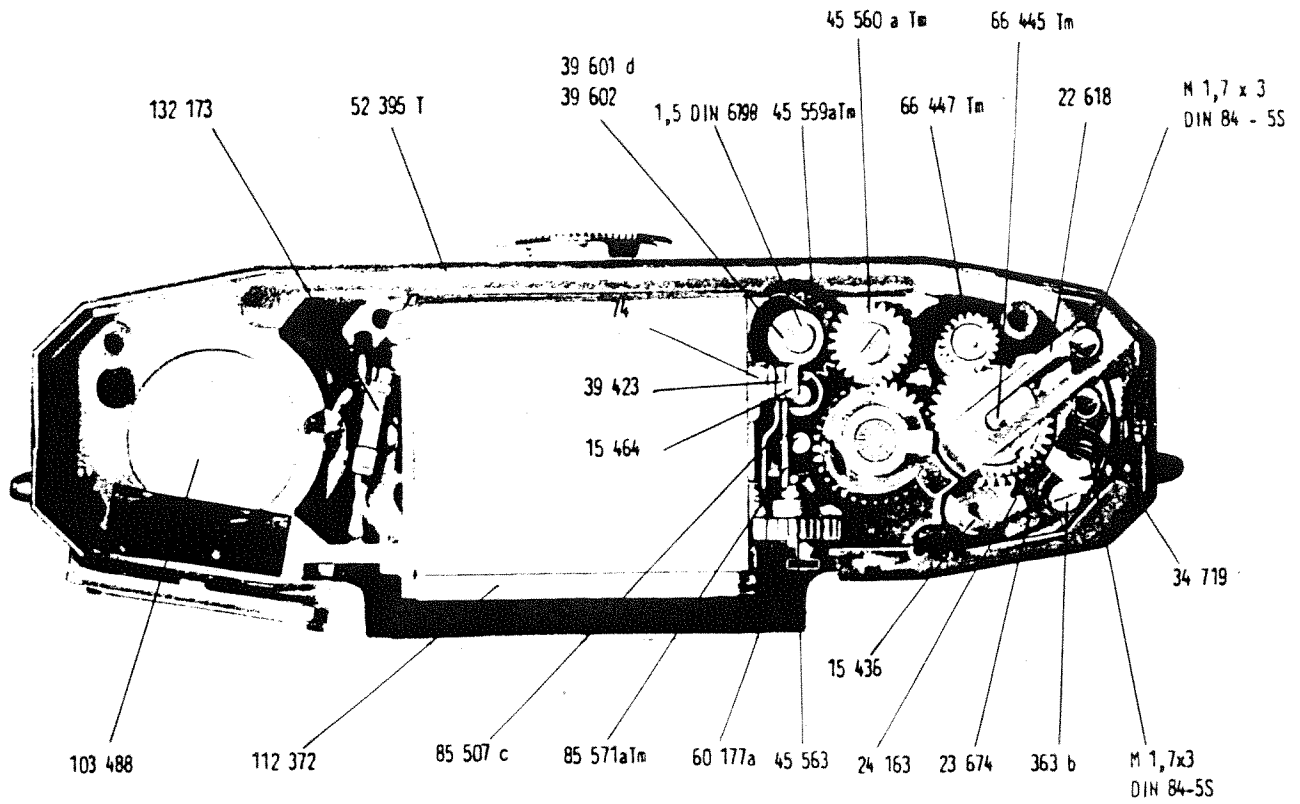 45 560 a Tm
66 445 Tm
39 601 d
39 602
132 173
52 395 T
1,5 DIN 6798
45 559aTm
66 447 Tm
22 618
M 1,7 x 3
DIN 84 - 5S
74
39 423
15 464
34 719
15 436
103 488
112 372
85 507 c
85 571aTm
60 177a
45 563
24 163
23 674
363 b
M 1,7x3
DIN 84-5S